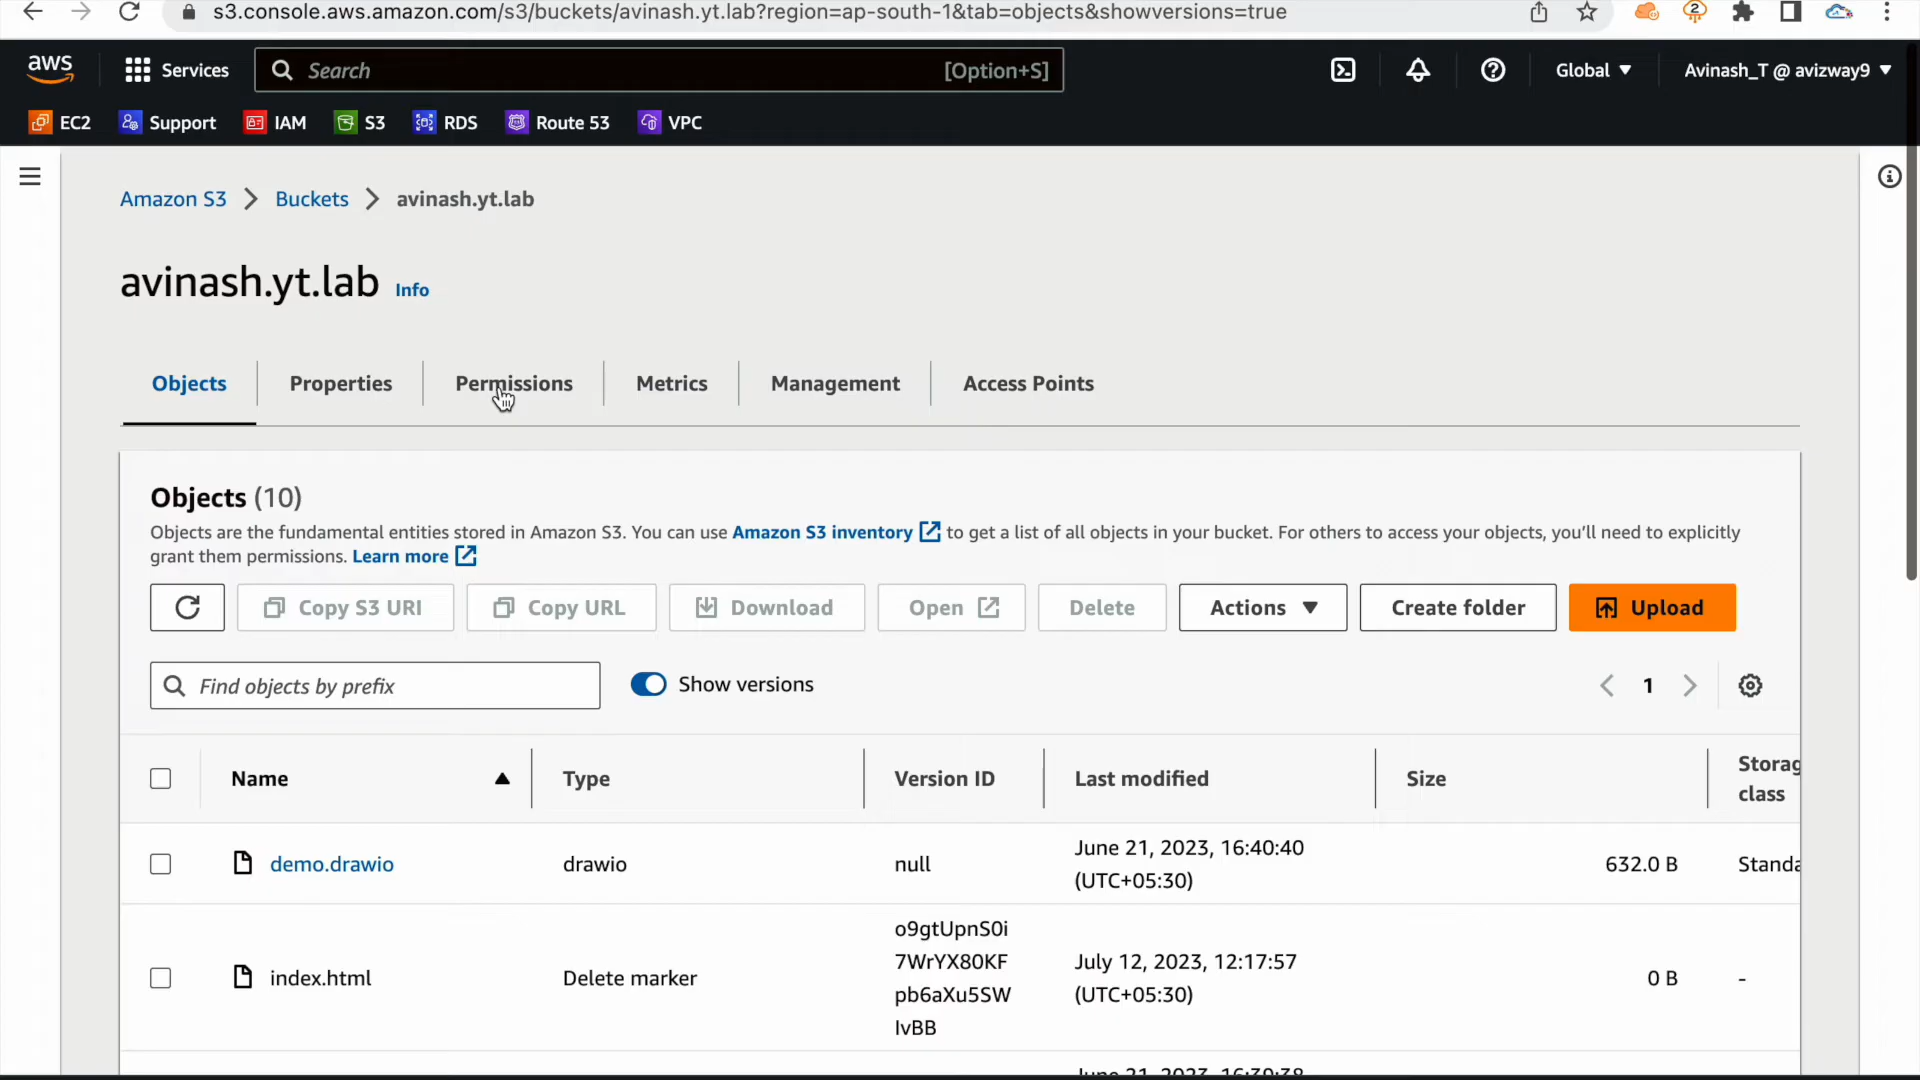 s3.console.aws.amazon.com/s3/buckets/avinash.yt.lab?region=ap-south-1&tab=objects&showversions=true
2
aws
Services
Search
[Option+S]
Global
Avinash_T @ avizway9
EC2
Support
IAM
S3
RDS
Route 53
VPC
Amazon S3
Buckets
avinash.yt.lab
avinash.yt.lab
Info
Objects
Properties
Permissions
Metrics
Management
Access Points
Objects (10)
Objects are the fundamental entities stored in Amazon S3. You can use Amazon S3 inventory to get a list of all objects in your bucket. For others to access your objects, you’ll need to explicitly
grant them permissions. Learn more
Copy S3 URI
Copy URL
Download
Open
Delete
Actions
Create folder
Upload
Find objects by prefix
Show versions
1
Name
Type
Version ID
Last modified
Size
Storag
class
demo.drawio
drawio
null
June 21, 2023, 16:40:40
(UTC+05:30)
632.0 B
Standa
index.html
Delete marker
o9gtUpnS0i
7WrYX80KF
pb6aXu5SW
IvBB
July 12, 2023, 12:17:57
(UTC+05:30)
0 B
-
June 21, 2023, 16:39:38